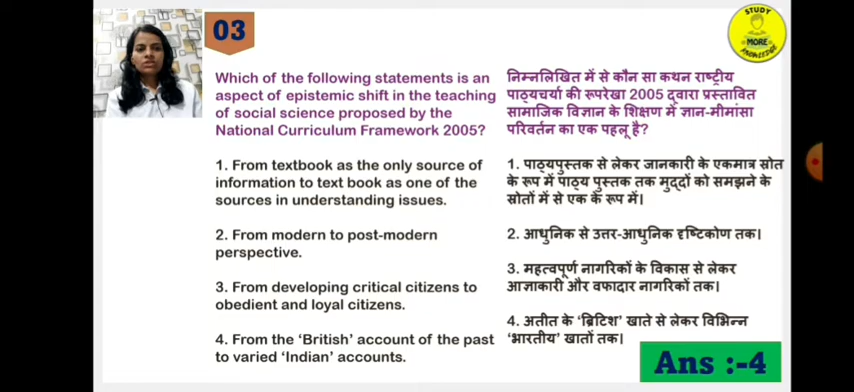 03
STUDY
MORE
KNOWLEDGE
Which of the following statements is an
aspect of epistemic shift in the teaching
of social science proposed by the
National Curriculum Framework 2005?
1. From textbook as the only source of
information to text book as one of the
sources in understanding issues.
2. From modern to post-modern
perspective.
3. From developing critical citizens to
obedient and loyal citizens.
4. From the ‘British’ account of the past
to varied ‘Indian’ accounts.
निम्नलिखित में से कौन सा कथन राष्ट्रीय
पाठ्यचर्या की रूपरेखा 2005 द्वारा प्रस्तावित
सामाजिक विज्ञान के शिक्षण में ज्ञान-मीमांसा
परिवर्तन का एक पहलू है?
1. पाठ्यपुस्तक से लेकर जानकारी के एकमात्र स्रोत
के रूप में पाठ्य पुस्तक तक मुद्दों को समझने के
स्रोतों में से एक के रूप में।
2. आधुनिक से उत्तर-आधुनिक दृष्टिकोण तक।
3. महत्वपूर्ण नागरिकों के विकास से लेकर
आज्ञाकारी और वफादार नागरिकों तक।
4. अतीत के ‘ब्रिटिश’ खाते से लेकर विभिन्न
‘भारतीय’ खातों तक।
Ans :-4